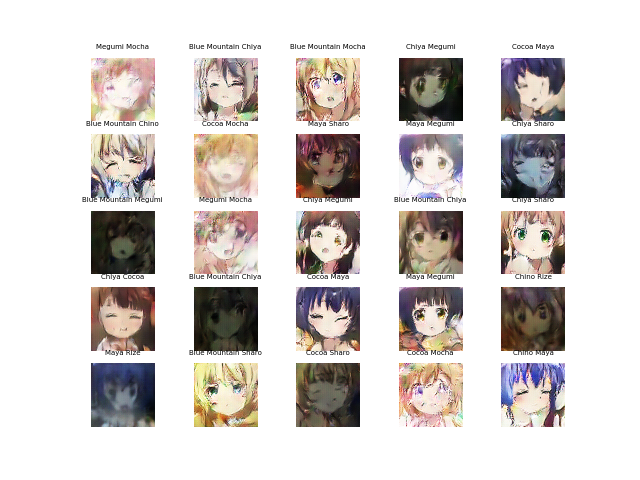 Megumi Mocha
Blue Mountain Chiya
Blue Mountain Mocha
Chiya Megumi
Cocoa Maya
Blue Mountain Chino
Cocoa Mocha
Maya Sharo
Maya Megumi
Chiya Sharo
Blue Mountain Megumi
Megumi Mocha
Chiya Megumi
Blue Mountain Chiya
Chiya Sharo
Chiya Cocoa
Blue Mountain Chiya
Cocoa Maya
Maya Megumi
Chino Rize
Maya Rize
Blue Mountain Sharo
Cocoa Sharo
Cocoa Mocha
Chino Maya